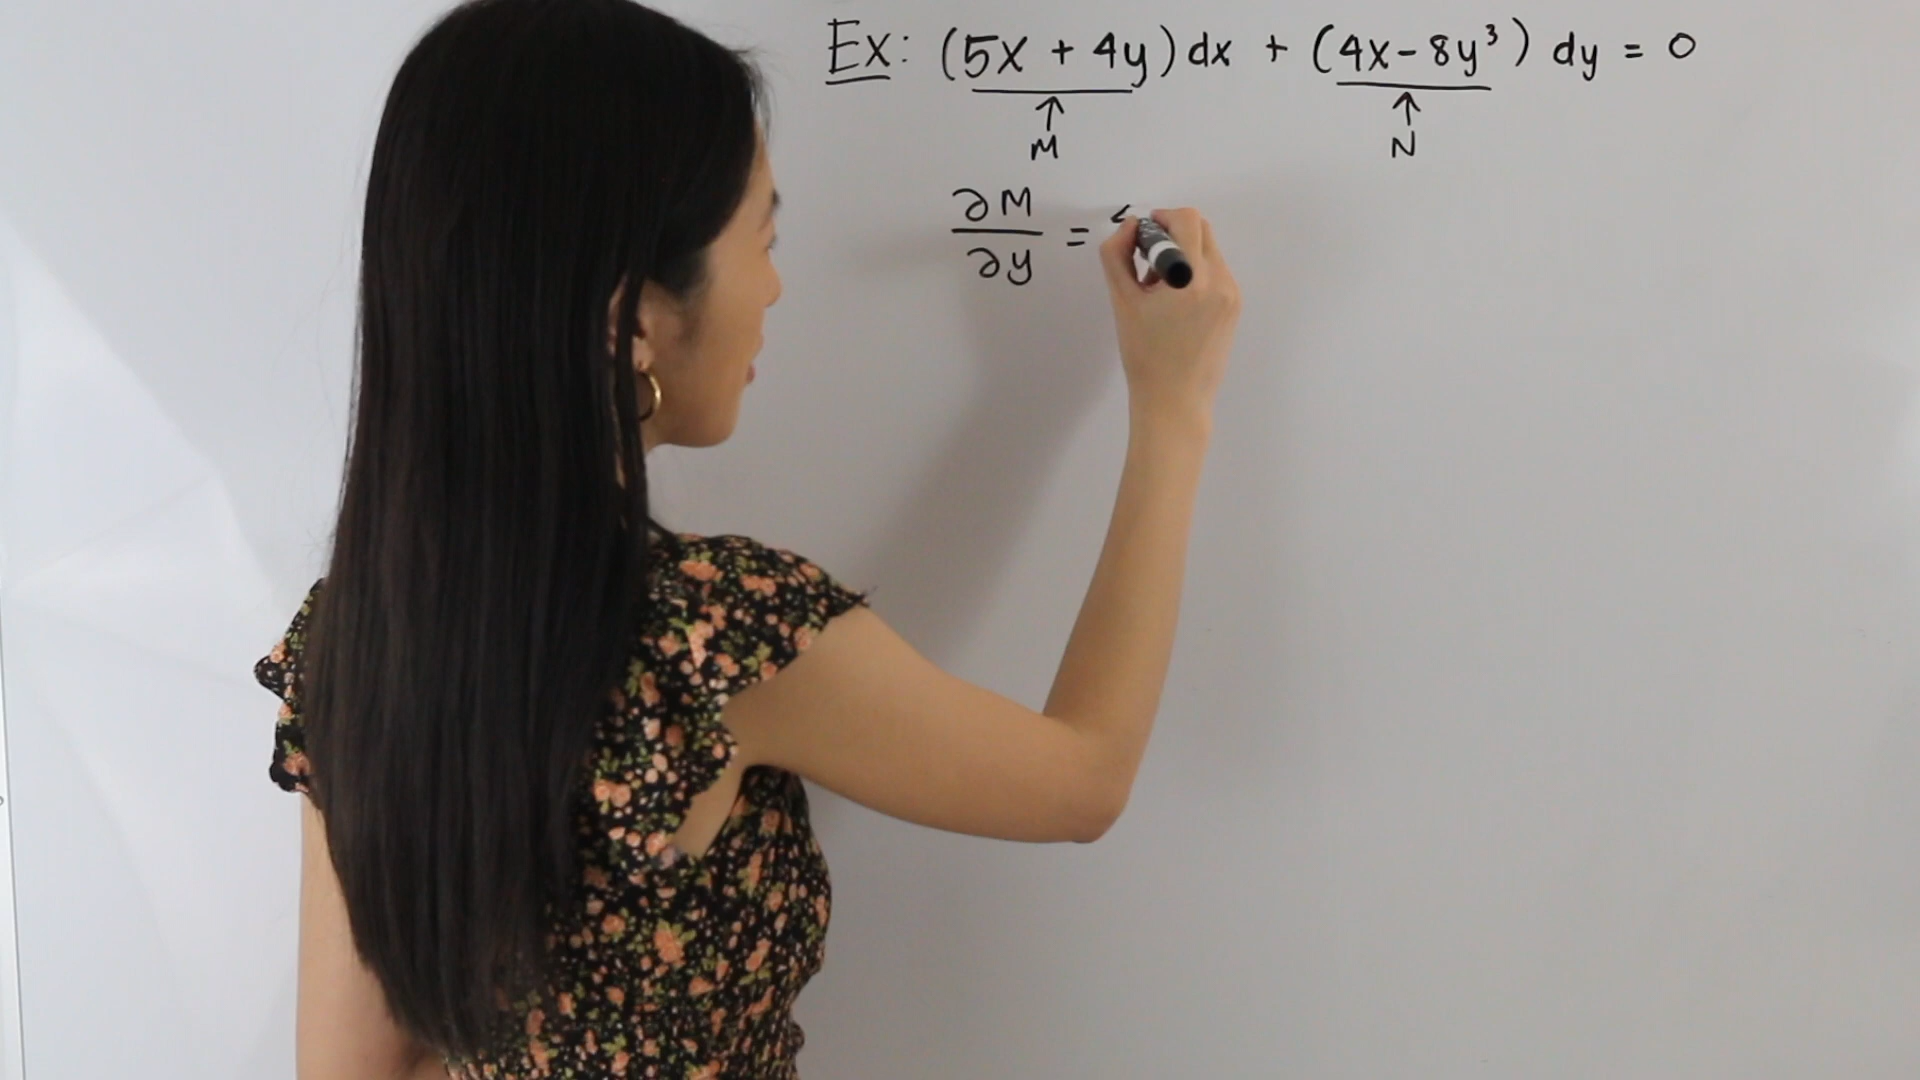 Ex: (5x + 4y) dx + (4x - 8y³) dy = 0
↑ ↑
M N
∂M/∂y =